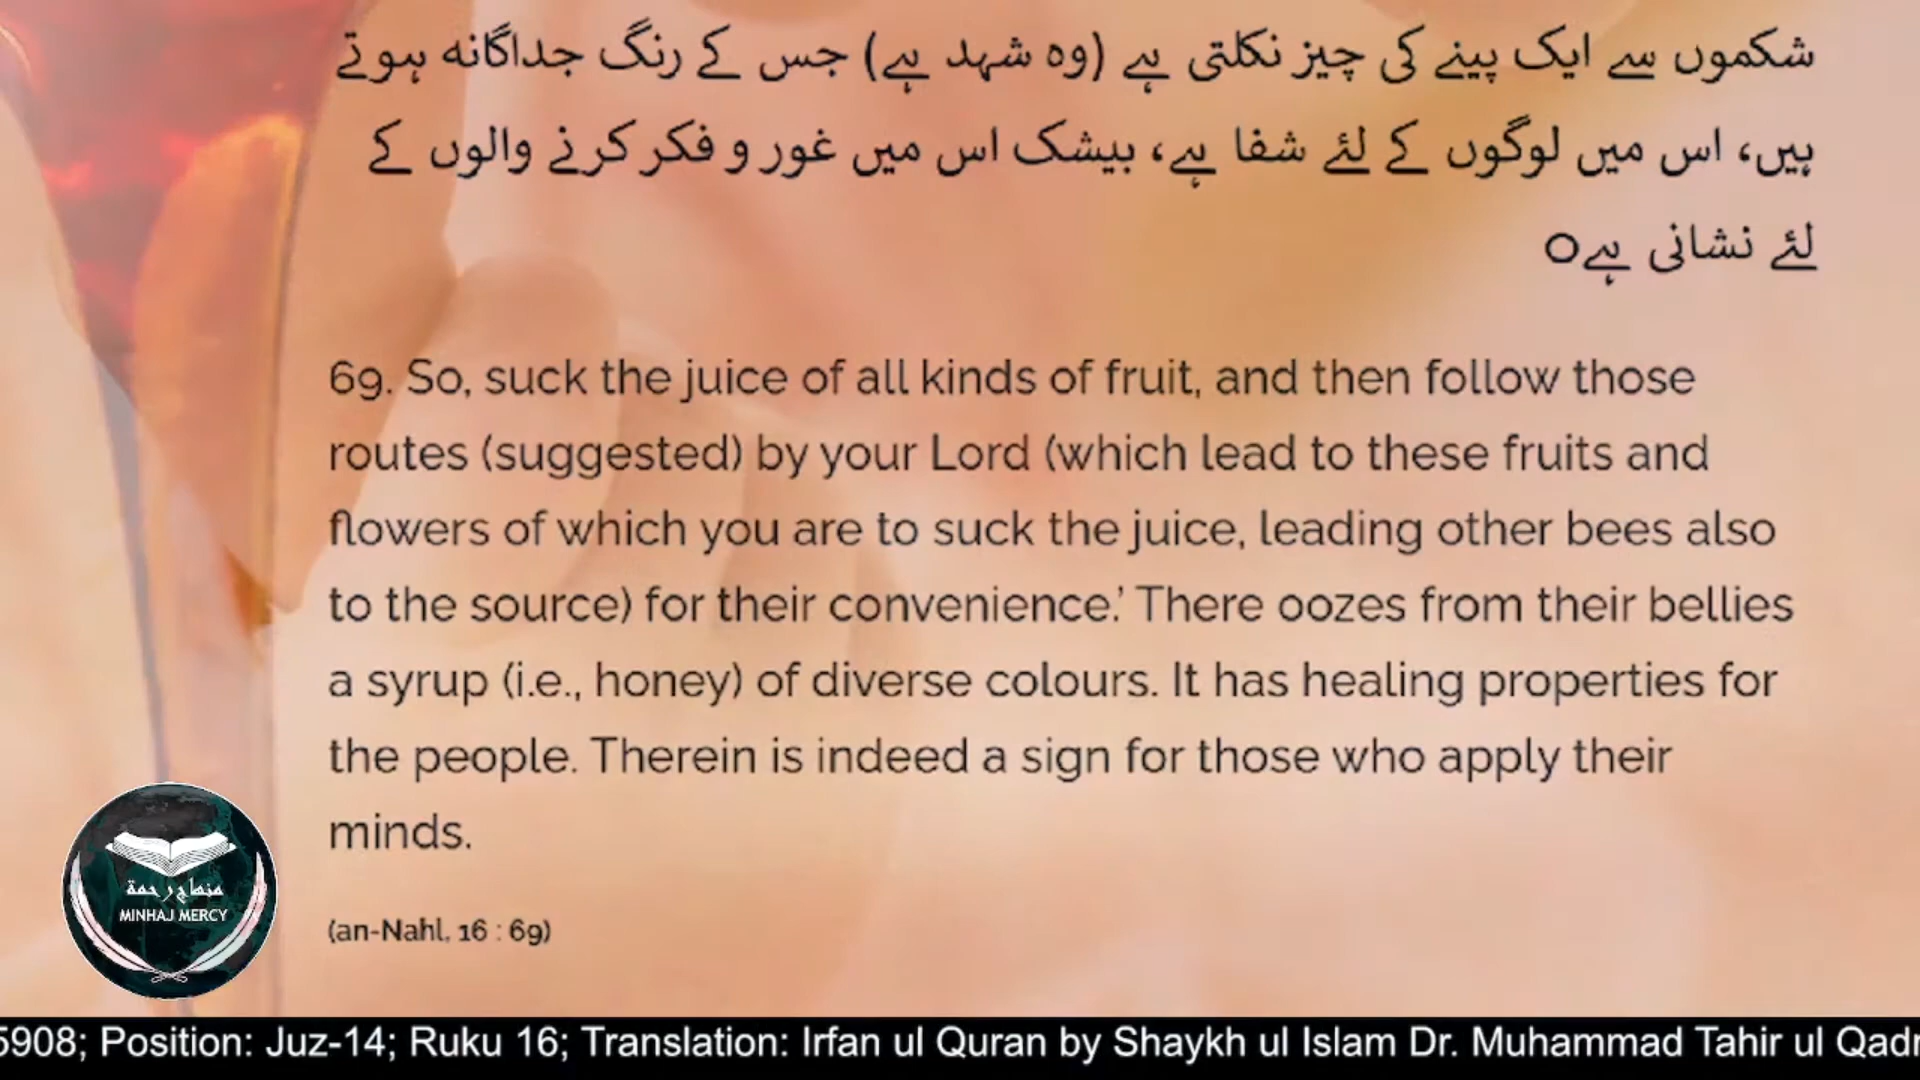 شکموں سے ایک پینے کی چیز نکلتی ہے (وہ شہد ہے) جس کے رنگ جداگانہ ہوتے
ہیں، اس میں لوگوں کے لئے شفا ہے، بیشک اس میں غور و فکر کرنے والوں کے
لئے نشانی ہےo
69. So, suck the juice of all kinds of fruit, and then follow those
routes (suggested) by your Lord (which lead to these fruits and
flowers of which you are to suck the juice, leading other bees also
to the source) for their convenience.’ There oozes from their bellies
a syrup (i.e., honey) of diverse colours. It has healing properties for
the people. Therein is indeed a sign for those who apply their
minds.
(an-Nahl, 16 : 69)
منهاج رحمة
MINHAJ MERCY
5908; Position: Juz-14; Ruku 16; Translation: Irfan ul Quran by Shaykh ul Islam Dr. Muhammad Tahir ul Qadr